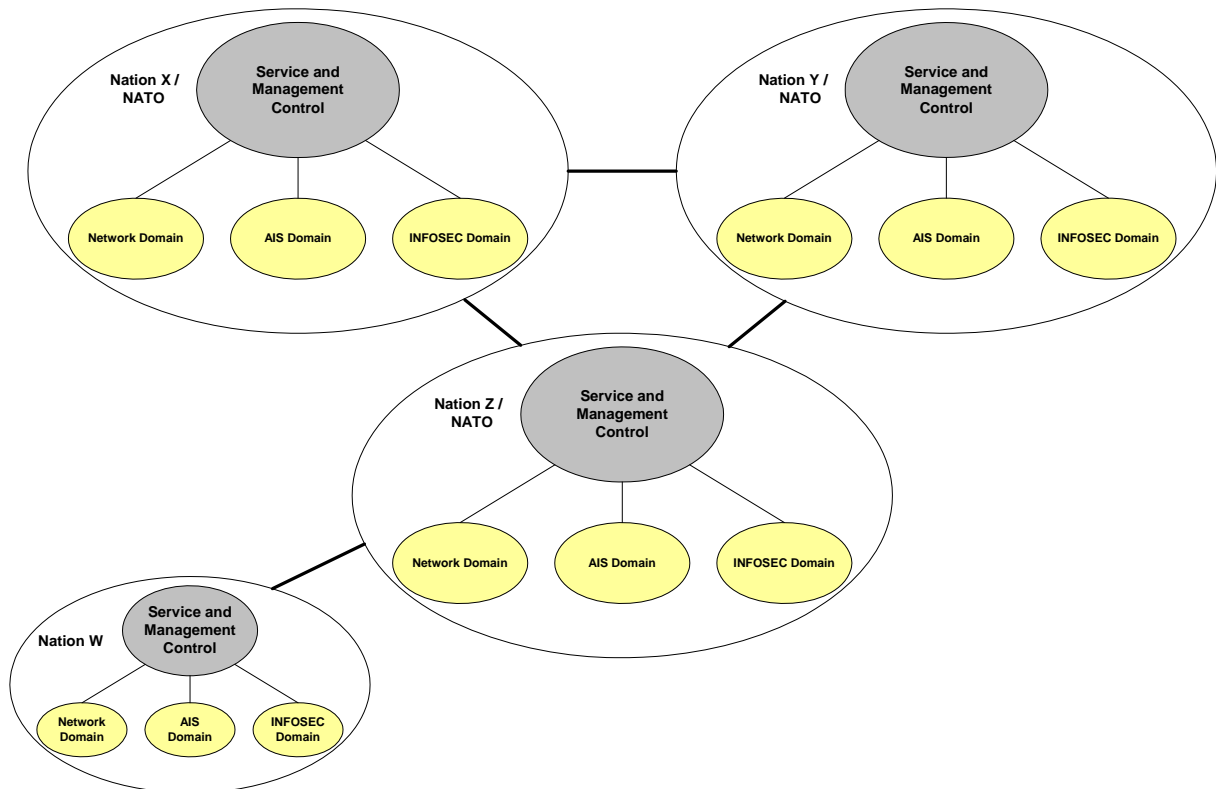 Nation X /
NATO
Service and
Management
Control
Network Domain
AIS Domain
INFOSEC Domain
Nation Y /
NATO
Service and
Management
Control
Network Domain
AIS Domain
INFOSEC Domain
Nation Z /
NATO
Service and
Management
Control
Network Domain
AIS Domain
INFOSEC Domain
Nation W
Service and
Management
Control
Network
Domain
AIS
Domain
INFOSEC
Domain